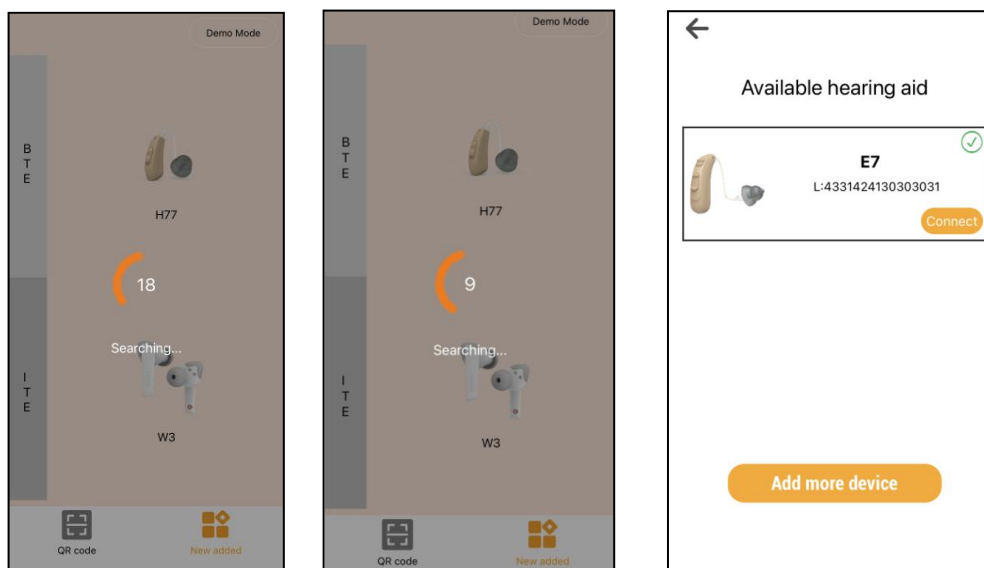 Demo Mode
B
T
E
H77
18
Searching...
I
T
E
W3
QR code
New added
Demo Mode
B
T
E
H77
9
Searching...
I
T
E
W3
QR code
New added
Available hearing aid
E7
L:4331424130303031
Connect
Add more device